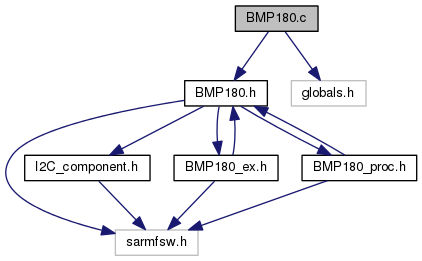 BMP180.c
BMP180.h
globals.h
I2C_component.h
BMP180_ex.h
BMP180_proc.h
sarmfsw.h